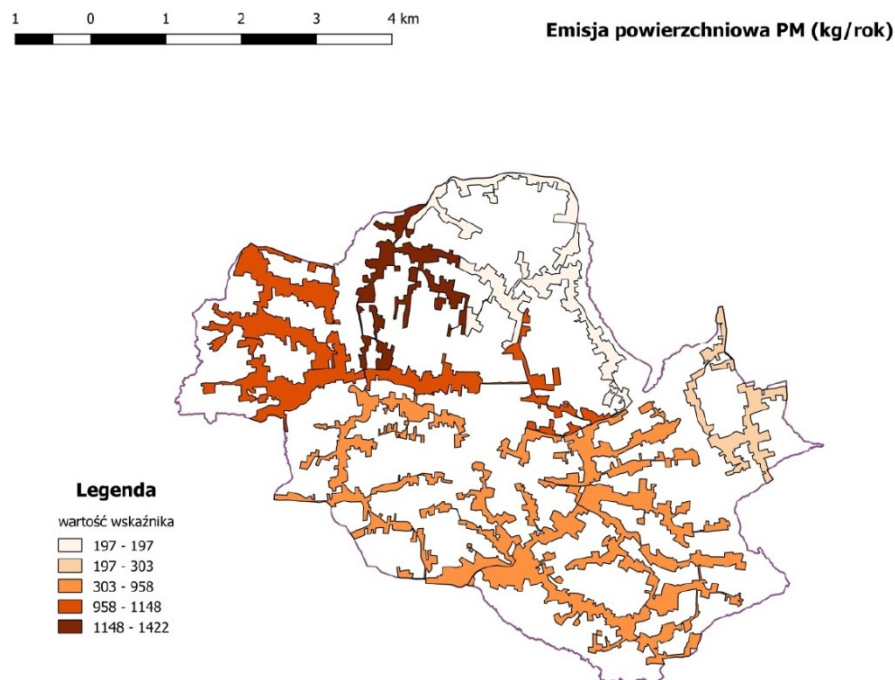 1 0 1 2 3 4 km
Emisja powierzchniowa PM (kg/rok)
Legenda
wartość wskaźnika
197 - 197
197 - 303
303 - 958
958 - 1148
1148 - 1422